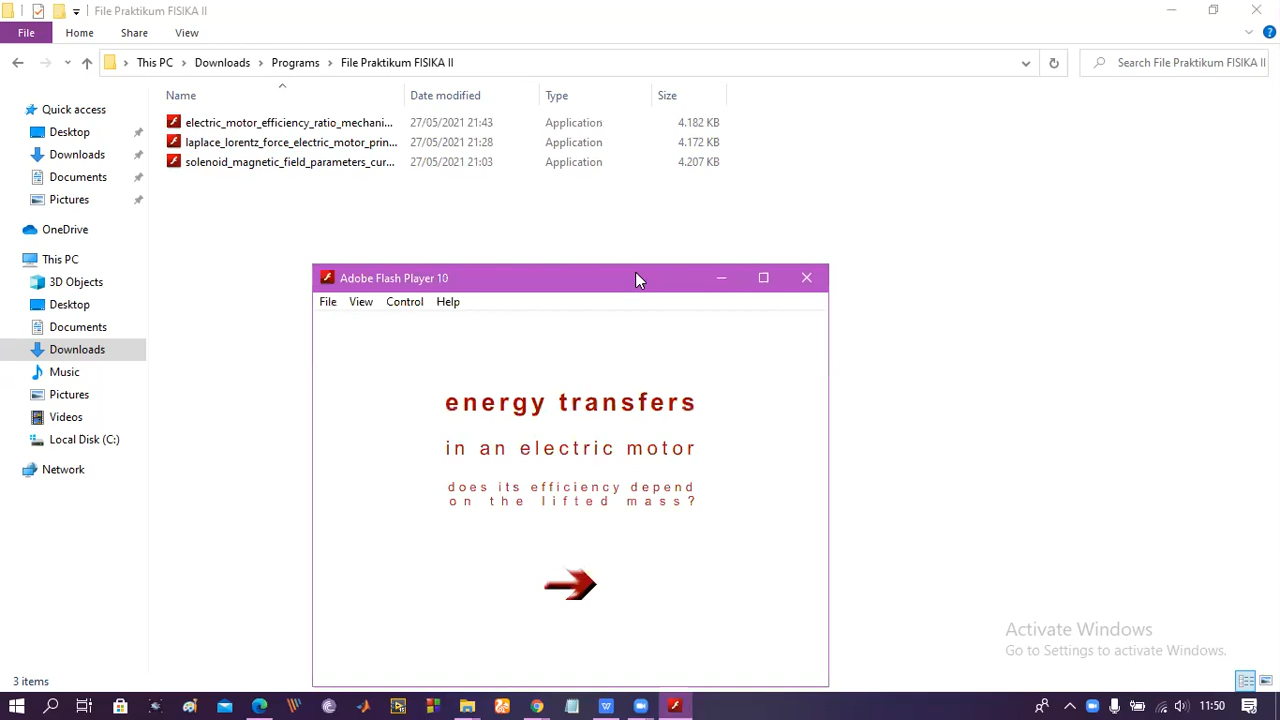 File Praktikum FISIKA II
File Home Share View
This PC Downloads Programs File Praktikum FISIKA II
Search File Praktikum FISIKA II
Name Date modified Type Size
Quick access
Desktop
Downloads
Documents
Pictures
OneDrive
This PC
3D Objects
Desktop
Documents
Downloads
Music
Pictures
Videos
Local Disk (C:)
Network
electric_motor_efficiency_ratio_mechani... 27/05/2021 21:43 Application 4.182 KB
laplace_lorentz_force_electric_motor_prin... 27/05/2021 21:28 Application 4.172 KB
solenoid_magnetic_field_parameters_cur... 27/05/2021 21:03 Application 4.207 KB
Adobe Flash Player 10
File View Control Help
energy transfers
in an electric motor
does its efficiency depend
on the lifted mass?
Activate Windows
Go to Settings to activate Windows.
3 items
11:50